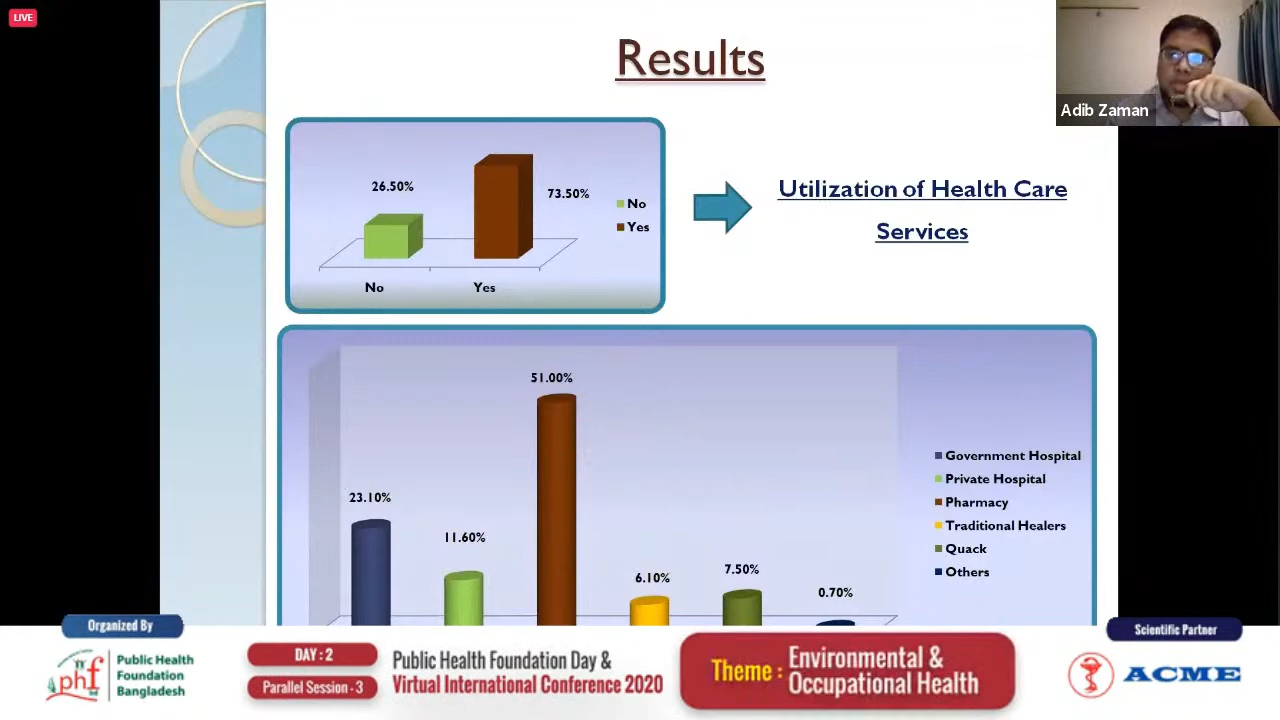 LIVE
Results
Adib Zaman
26.50%
73.50%
No
Yes
No
Yes
Utilization of Health Care
Services
51.00%
23.10%
11.60%
6.10%
7.50%
0.70%
Government Hospital
Private Hospital
Pharmacy
Traditional Healers
Quack
Others
Organized By
phf
Public Health
Foundation
Bangladesh
DAY : 2
Parallel Session - 3
Public Health Foundation Day &
Virtual International Conference 2020
Theme :
Environmental &
Occupational Health
Scientific Partner
ACME